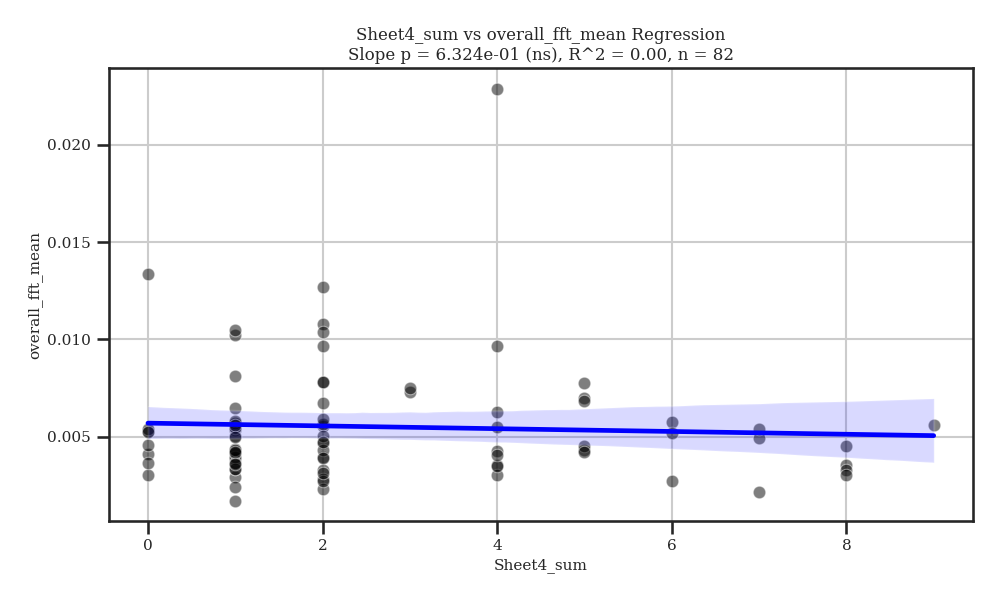 Sheet4_sum vs overall_fft_mean Regression
Slope p = 6.324e-01 (ns), R^2 = 0.00, n = 82
0.020
0.015
0.010
0.005
overall_fft_mean
0 2 4 6 8
Sheet4_sum